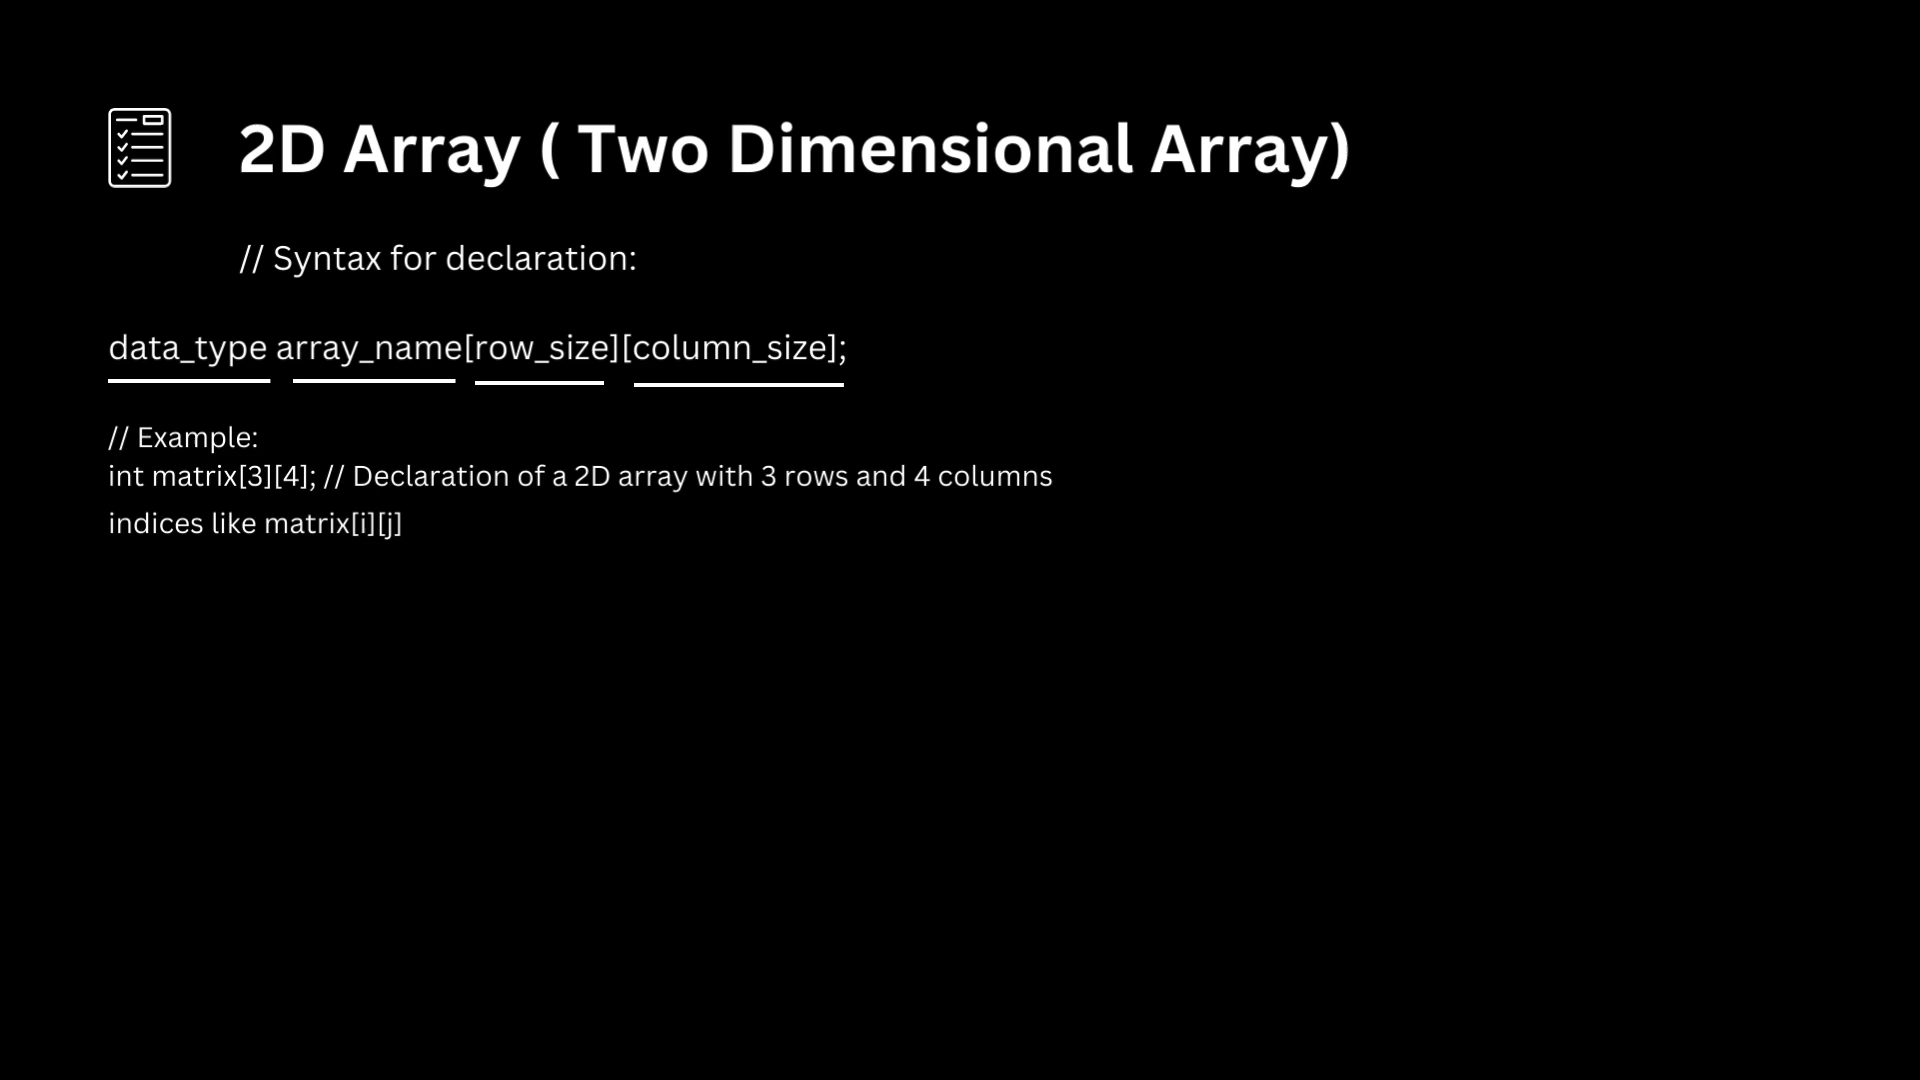 2D Array ( Two Dimensional Array)
// Syntax for declaration:
data_type array_name[row_size][column_size];
// Example:
int matrix[3][4]; // Declaration of a 2D array with 3 rows and 4 columns
indices like matrix[i][j]